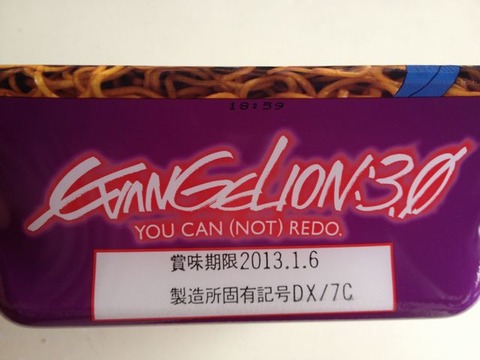 18:59
EVANGELION:3.0
YOU CAN (NOT) REDO.
賞味期限2013.1.6
製造所固有記号DX/7C